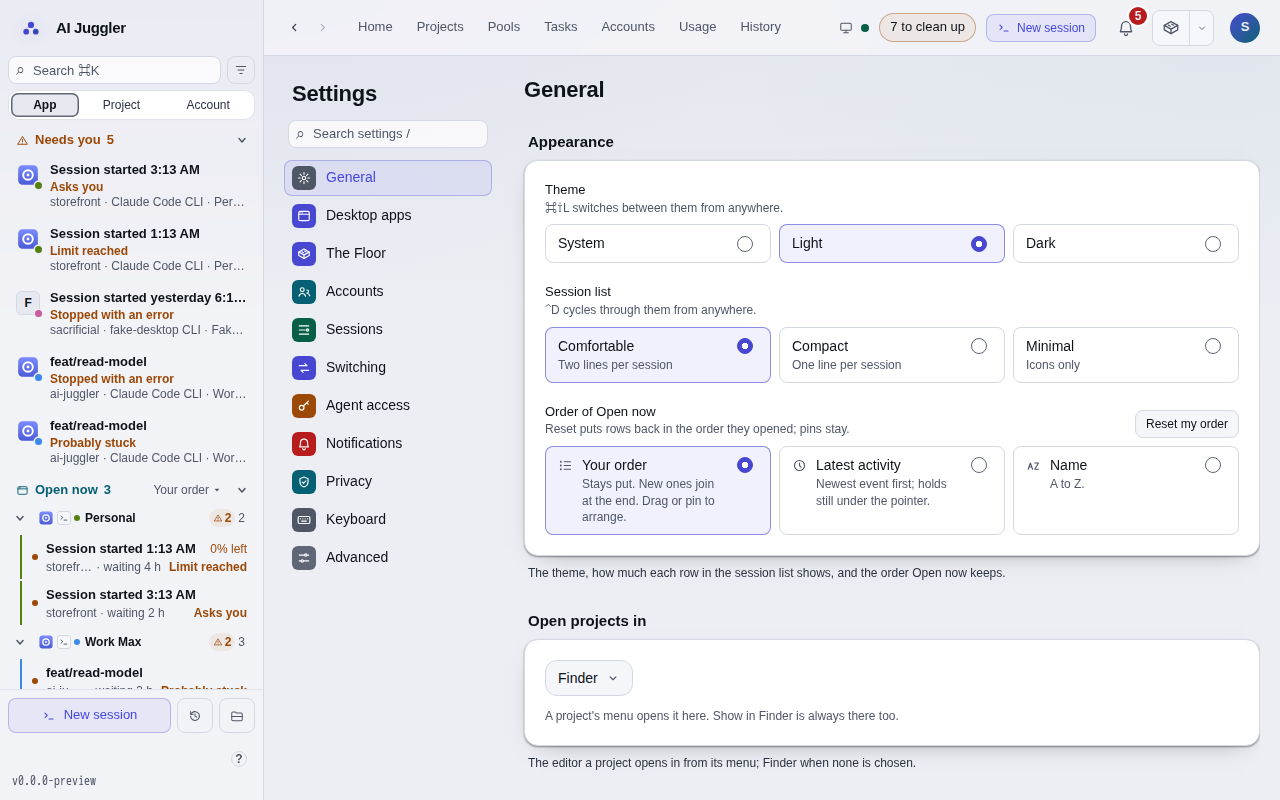 AI Juggler
Search ⌘K
App
Project
Account
Needs you 5
Session started 3:13 AM
Asks you
storefront · Claude Code CLI · Per…
Session started 1:13 AM
Limit reached
storefront · Claude Code CLI · Per…
F
Session started yesterday 6:1…
Stopped with an error
sacrificial · fake-desktop CLI · Fak…
feat/read-model
Stopped with an error
ai-juggler · Claude Code CLI · Wor…
feat/read-model
Probably stuck
ai-juggler · Claude Code CLI · Wor…
Open now 3
Your order
Personal
2 2
Session started 1:13 AM 0% left
storefr… · waiting 4 h Limit reached
Session started 3:13 AM
storefront · waiting 2 h Asks you
Work Max
2 3
feat/read-model
New session
?
v0.0.0-preview
Home
Projects
Pools
Tasks
Accounts
Usage
History
7 to clean up
New session
5
S
Settings
Search settings /
General
Desktop apps
The Floor
Accounts
Sessions
Switching
Agent access
Notifications
Privacy
Keyboard
Advanced
General
Appearance
Theme
⌘⇧L switches between them from anywhere.
System
Light
Dark
Session list
^D cycles through them from anywhere.
Comfortable
Two lines per session
Compact
One line per session
Minimal
Icons only
Order of Open now
Reset puts rows back in the order they opened; pins stay.
Reset my order
Your order
Stays put. New ones join
at the end. Drag or pin to
arrange.
Latest activity
Newest event first; holds
still under the pointer.
AZ
Name
A to Z.
The theme, how much each row in the session list shows, and the order Open now keeps.
Open projects in
Finder
A project's menu opens it here. Show in Finder is always there too.
The editor a project opens in from its menu; Finder when none is chosen.